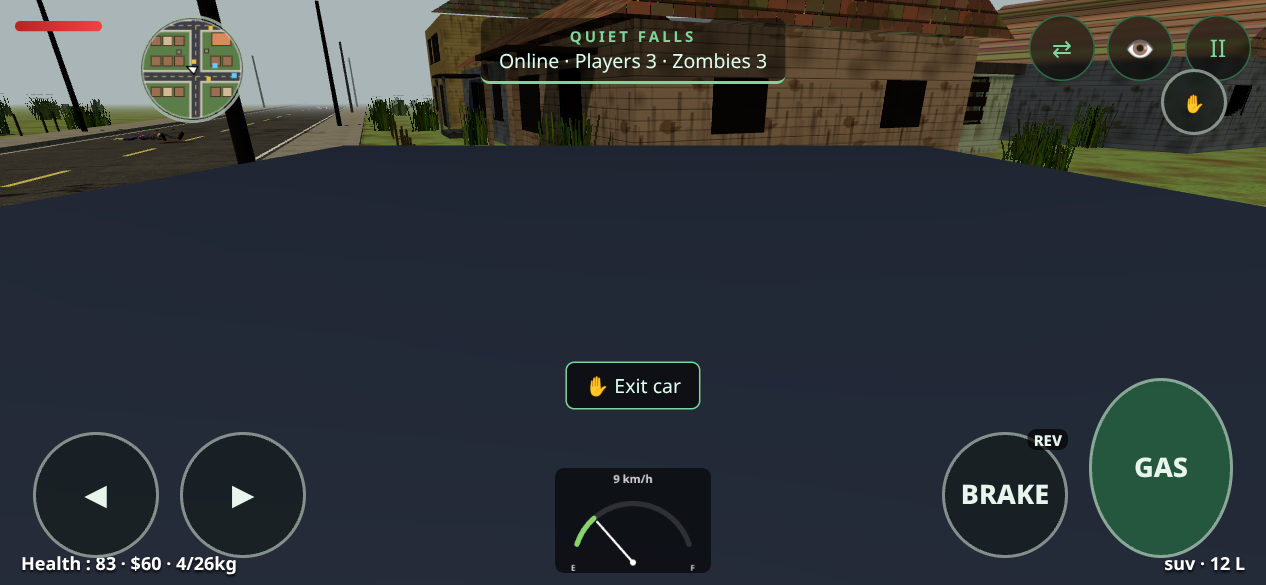 QUIET FALLS
Online · Players 3 · Zombies 3
⇄
II
✋ Exit car
◀
▶
9 km/h
E
F
REV
BRAKE
GAS
Health : 83 · $60 · 4/26kg
suv · 12 L